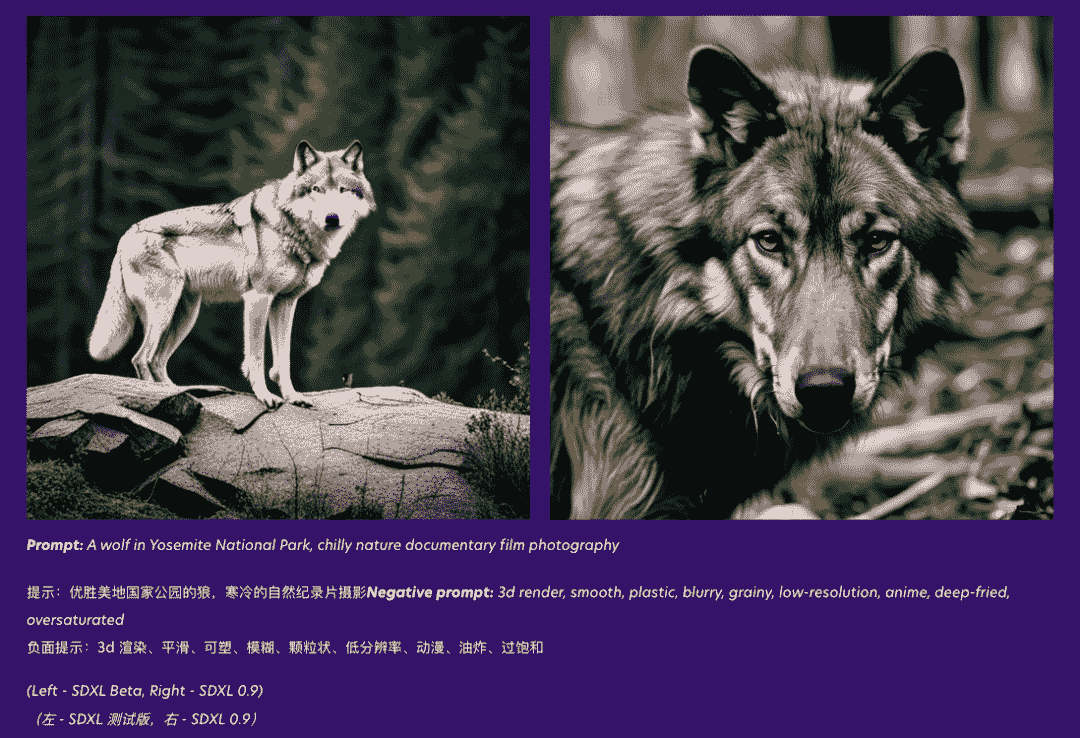 Prompt: A wolf in Yosemite National Park, chilly nature documentary film photography
提示：优胜美地国家公园的狼，寒冷的自然纪录片摄影Negative prompt: 3d render, smooth, plastic, blurry, grainy, low-resolution, anime, deep-fried,
oversaturated
负面提示：3d 渲染、平滑、可塑、模糊、颗粒状、低分辨率、动漫、油炸、过饱和
(Left - SDXL Beta, Right - SDXL 0.9)
（左 - SDXL 测试版，右 - SDXL 0.9）